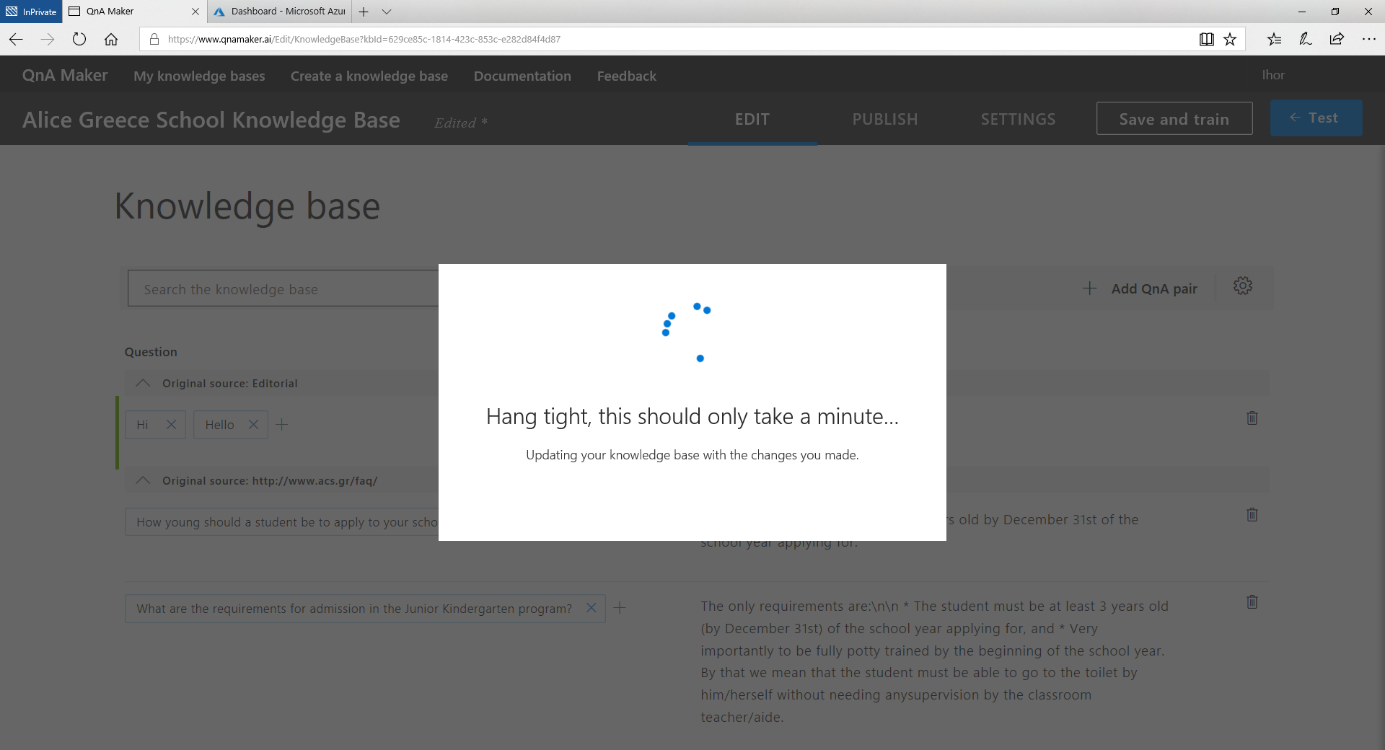 InPrivate
QnA Maker
Dashboard - Microsoft Azur
https://www.qnamaker.ai/Edit/KnowledgeBase?kbId=629ce85c-1814-423c-853c-e282d84f4d87
QnA Maker My knowledge bases Create a knowledge base Documentation Feedback Ihor
Alice Greece School Knowledge Base Edited * EDIT PUBLISH SETTINGS Save and train Test
Knowledge base
Search the knowledge base
Add QnA pair
Hang tight, this should only take a minute...
Updating your knowledge base with the changes you made.
Question
Original source: Editorial
Hi Hello
Original source: http://www.acs.gr/faq/
How young should a student be to apply to your scho
s old by December 31st of the
school year applying for.
What are the requirements for admission in the Junior Kindergarten program?
The only requirements are:\n\n * The student must be at least 3 years old
(by December 31st) of the school year applying for, and * Very
importantly to be fully potty trained by the beginning of the school year.
By that we mean that the student must be able to go to the toilet by
him/herself without needing anysupervision by the classroom
teacher/aide.